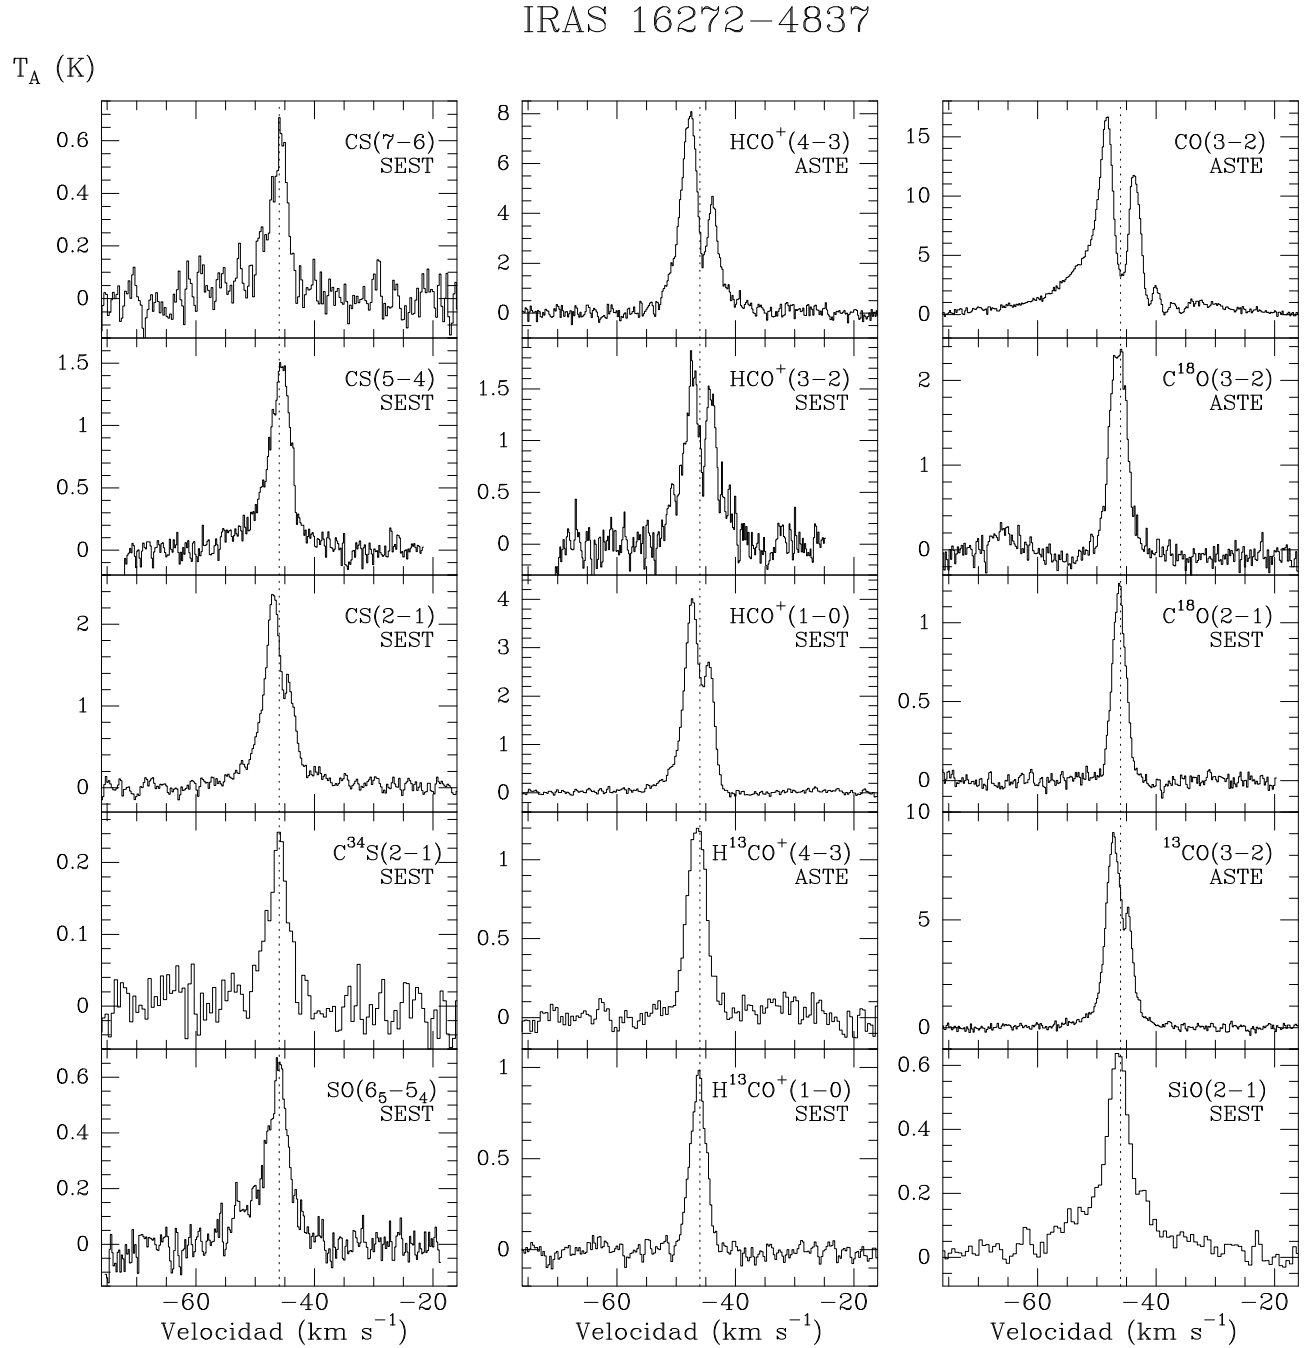 IRAS 16272−4837
T_A (K)
CS(7−6)
SEST
0.6
0.4
0.2
0
HCO⁺(4−3)
ASTE
8
6
4
2
0
CO(3−2)
ASTE
15
10
5
0
CS(5−4)
SEST
1.5
1
0.5
0
HCO⁺(3−2)
SEST
1.5
1
0.5
0
C¹⁸O(3−2)
ASTE
2
1
0
CS(2−1)
SEST
2
1
0
HCO⁺(1−0)
SEST
4
3
2
1
0
C¹⁸O(2−1)
SEST
1
0.5
0
C³⁴S(2−1)
SEST
0.2
0.1
0
H¹³CO⁺(4−3)
ASTE
1
0.5
0
¹³CO(3−2)
ASTE
10
5
0
SO(6₅−5₄)
SEST
0.6
0.4
0.2
0
−60 −40 −20
Velocidad (km s⁻¹)
H¹³CO⁺(1−0)
SEST
1
0.5
0
−60 −40 −20
Velocidad (km s⁻¹)
SiO(2−1)
SEST
0.6
0.4
0.2
0
−60 −40 −20
Velocidad (km s⁻¹)